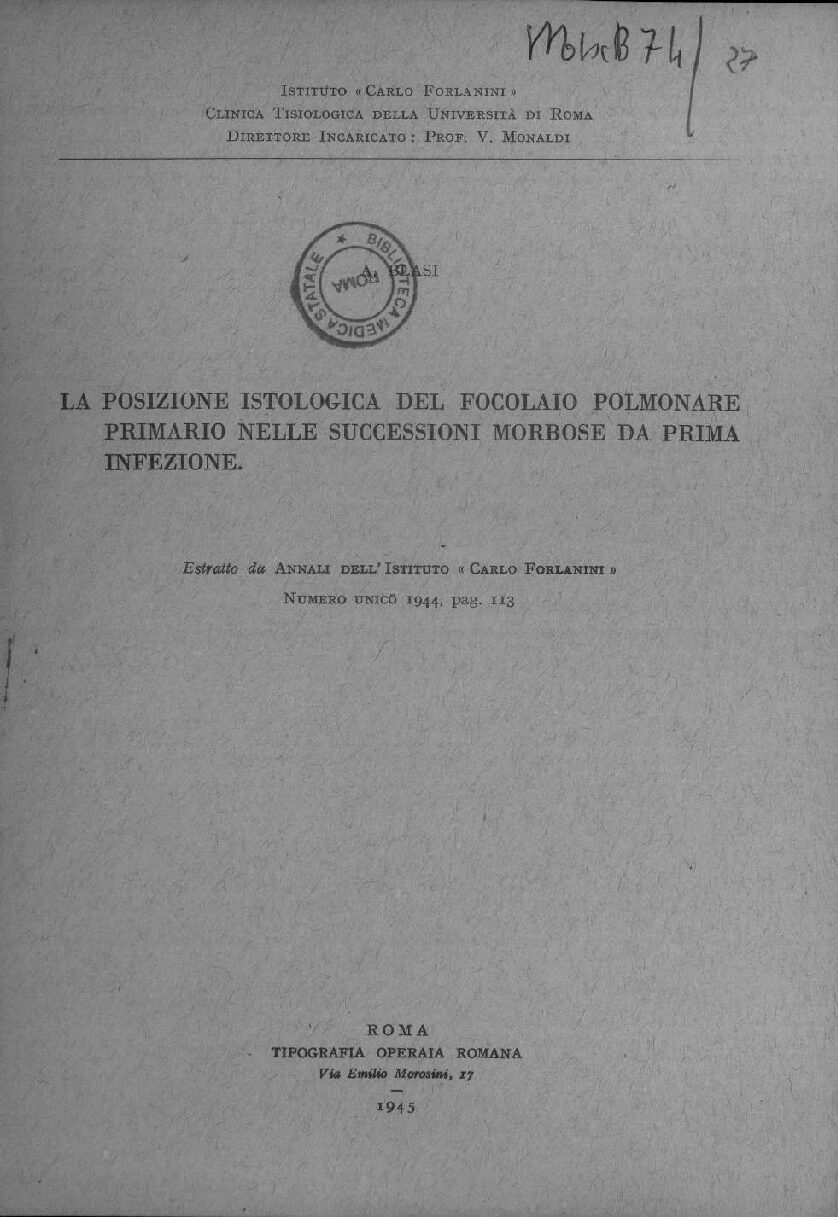 MiscB 74/27
ISTITUTO « CARLO FORLANINI »
CLINICA TISIOLOGICA DELLA UNIVERSITÀ DI ROMA
DIRETTORE INCARICATO: PROF. V. MONALDI
A. BLASI
★ BIBLIOTECA MEDICA STATALE
ROMA
LA POSIZIONE ISTOLOGICA DEL FOCOLAIO POLMONARE
PRIMARIO NELLE SUCCESSIONI MORBOSE DA PRIMA
INFEZIONE.
Estratto da ANNALI DELL'ISTITUTO « CARLO FORLANINI »
NUMERO UNICO 1944, pag. 113
ROMA
TIPOGRAFIA OPERAIA ROMANA
Via Emilio Morosini, 17
1945